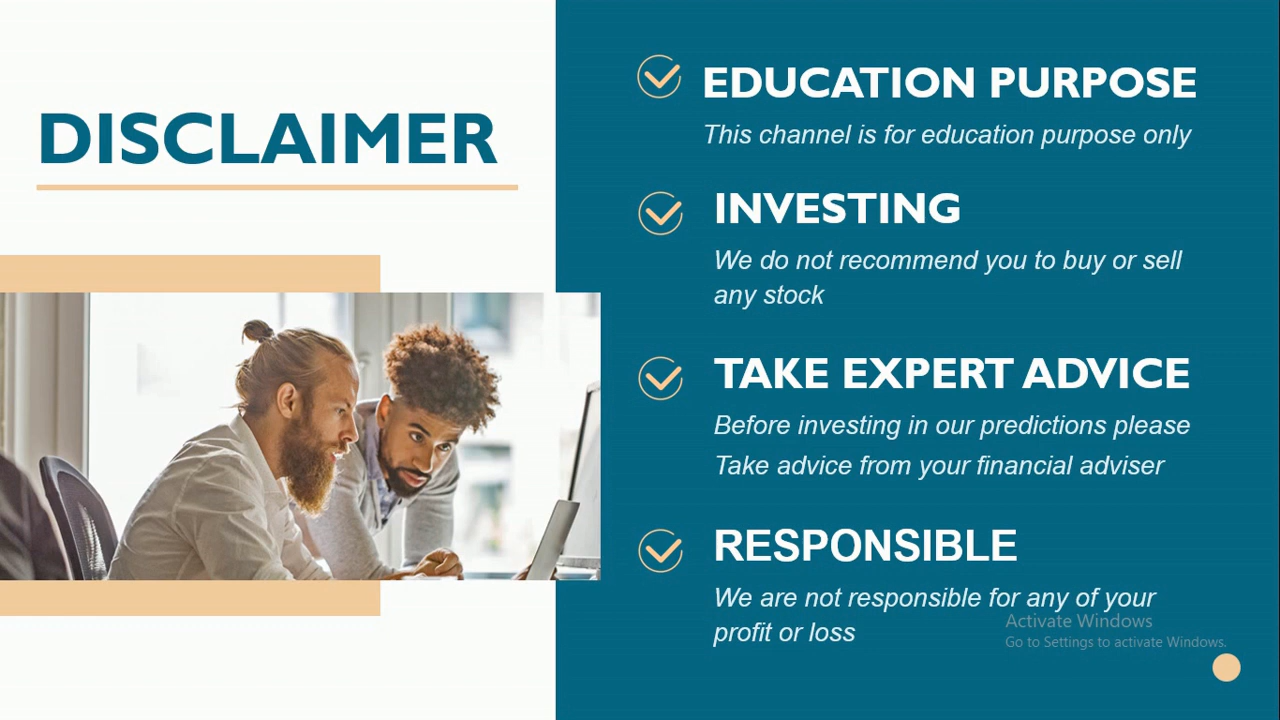 DISCLAIMER
EDUCATION PURPOSE
This channel is for education purpose only
INVESTING
We do not recommend you to buy or sell
any stock
TAKE EXPERT ADVICE
Before investing in our predictions please
Take advice from your financial adviser
RESPONSIBLE
We are not responsible for any of your
profit or loss
Activate Windows
Go to Settings to activate Windows.